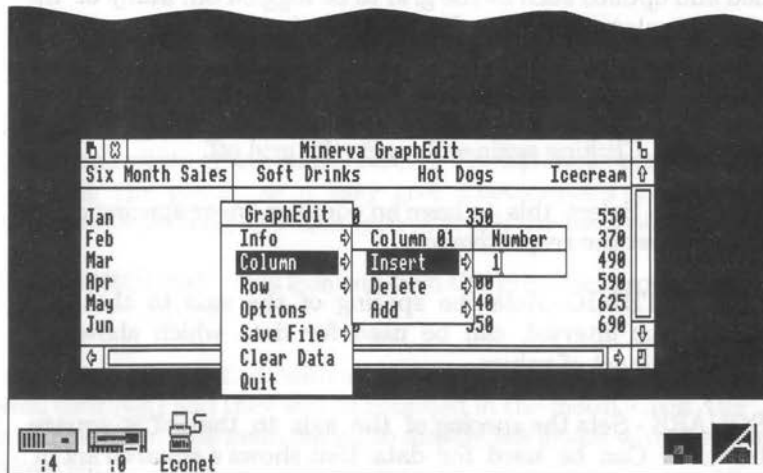 Minerva GraphEdit
Six Month Sales Soft Drinks Hot Dogs Icecream
Jan 350 550
Feb 370
Mar 490
Apr 590
May 40 625
Jun 50 690
GraphEdit
Info
Column
Row
Options
Save File
Clear Data
Quit
Column 01
Insert
Delete
Add
Number
1
:4 :0 Econet